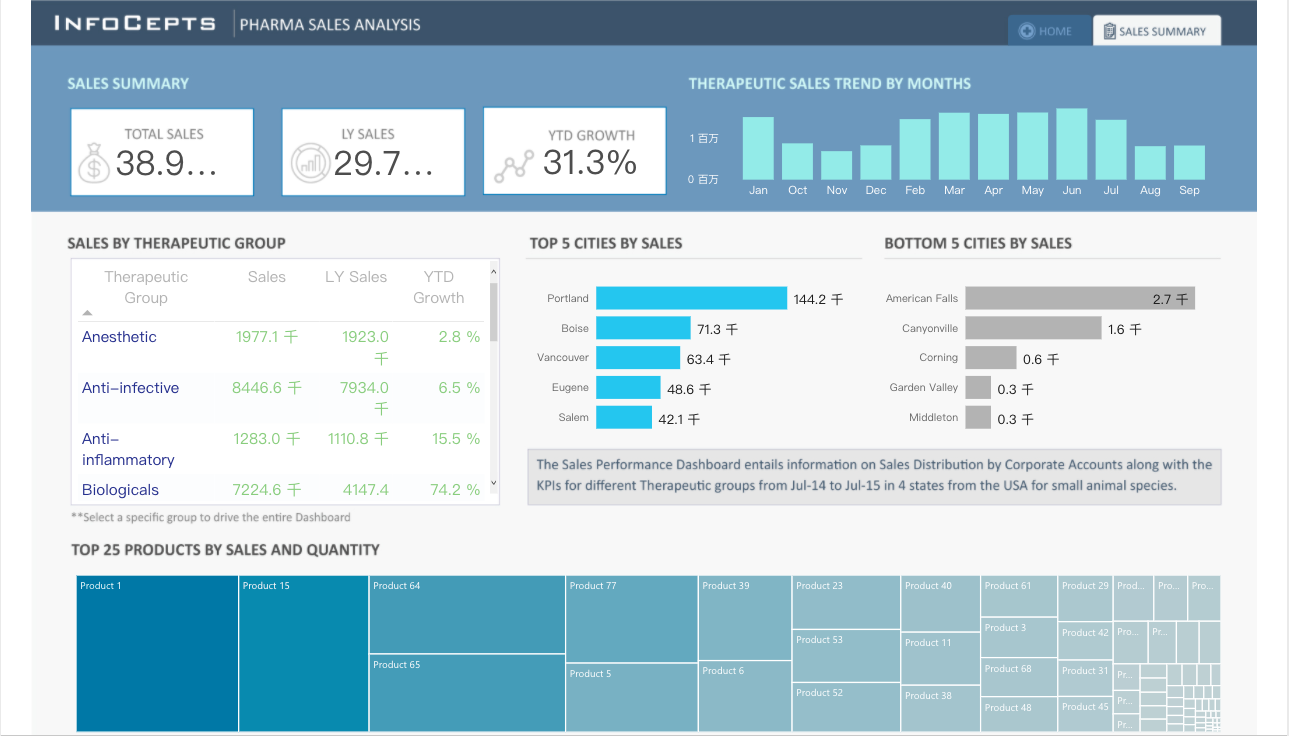 INFOCEPTS
PHARMA SALES ANALYSIS
HOME
SALES SUMMARY
SALES SUMMARY
TOTAL SALES
38.9...
LY SALES
29.7...
YTD GROWTH
31.3%
THERAPEUTIC SALES TREND BY MONTHS
1 百万
0 百万
Jan Oct Nov Dec Feb Mar Apr May Jun Jul Aug Sep
SALES BY THERAPEUTIC GROUP
Therapeutic Sales LY Sales YTD
Group Growth
Anesthetic 1977.1 千 1923.0 2.8 %
千
Anti-infective 8446.6 千 7934.0 6.5 %
千
Anti- 1283.0 千 1110.8 千 15.5 %
inflammatory
Biologicals 7224.6 千 4147.4 74.2 %
**Select a specific group to drive the entire Dashboard
TOP 5 CITIES BY SALES
Portland 144.2 千
Boise 71.3 千
Vancouver 63.4 千
Eugene 48.6 千
Salem 42.1 千
BOTTOM 5 CITIES BY SALES
American Falls 2.7 千
Canyonville 1.6 千
Corning 0.6 千
Garden Valley 0.3 千
Middleton 0.3 千
The Sales Performance Dashboard entails information on Sales Distribution by Corporate Accounts along with the
KPIs for different Therapeutic groups from Jul-14 to Jul-15 in 4 states from the USA for small animal species.
TOP 25 PRODUCTS BY SALES AND QUANTITY
Product 1
Product 15
Product 64
Product 65
Product 77
Product 5
Product 39
Product 6
Product 23
Product 53
Product 52
Product 40
Product 11
Product 38
Product 61
Product 3
Product 68
Product 48
Product 29
Product 42
Product 31
Product 45
Prod...
Pro...
Pro...
Pro...
Pr...
Pr...
Pr...
Pr...